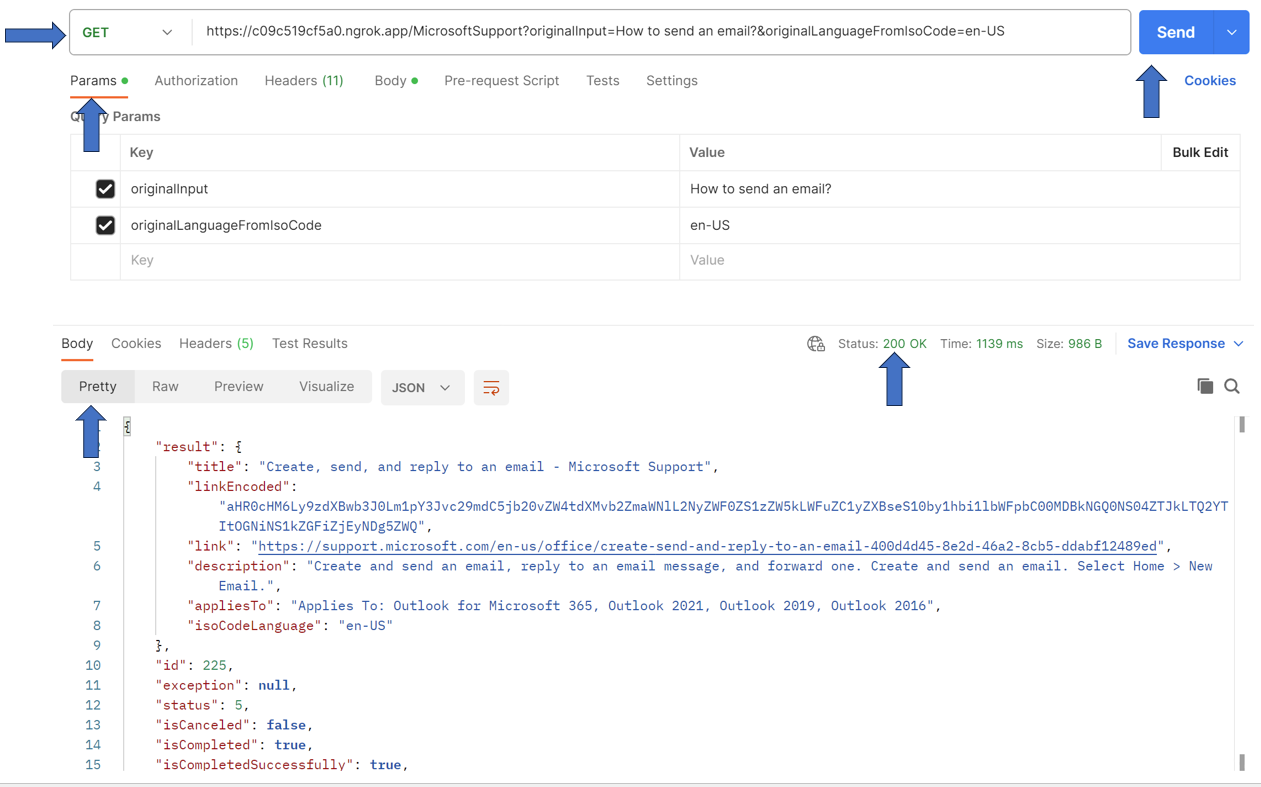 GET https://c09c519cf5a0.ngrok.app/MicrosoftSupport?originalInput=How to send an email?&originalLanguageFromIsoCode=en-US Send
Params Authorization Headers (11) Body Pre-request Script Tests Settings Cookies
Query Params
Key Value Bulk Edit
originalInput How to send an email?
originalLanguageFromIsoCode en-US
Key Value
Body Cookies Headers (5) Test Results Status: 200 OK Time: 1139 ms Size: 986 B Save Response
Pretty Raw Preview Visualize JSON
{
2 "result": {
3 "title": "Create, send, and reply to an email - Microsoft Support",
4 "linkEncoded":
"aHR0cHM6Ly9zdXBwb3J0Lm1pY3Jvc29mdC5jb20vZW4tdXMvb2ZmaWNlL2NyZWF0ZS1zZW5kLWFuZC1yZXBseS10by1hbi1lbWFpbC00MDBkNGQ0NS04ZTJkLTQ2YT
ItOGNiNS1kZGFiZjEyNDg5ZWQ",
5 "link": "https://support.microsoft.com/en-us/office/create-send-and-reply-to-an-email-400d4d45-8e2d-46a2-8cb5-ddabf12489ed",
6 "description": "Create and send an email, reply to an email message, and forward one. Create and send an email. Select Home > New
Email.",
7 "appliesTo": "Applies To: Outlook for Microsoft 365, Outlook 2021, Outlook 2019, Outlook 2016",
8 "isoCodeLanguage": "en-US"
9 },
10 "id": 225,
11 "exception": null,
12 "status": 5,
13 "isCanceled": false,
14 "isCompleted": true,
15 "isCompletedSuccessfully": true,